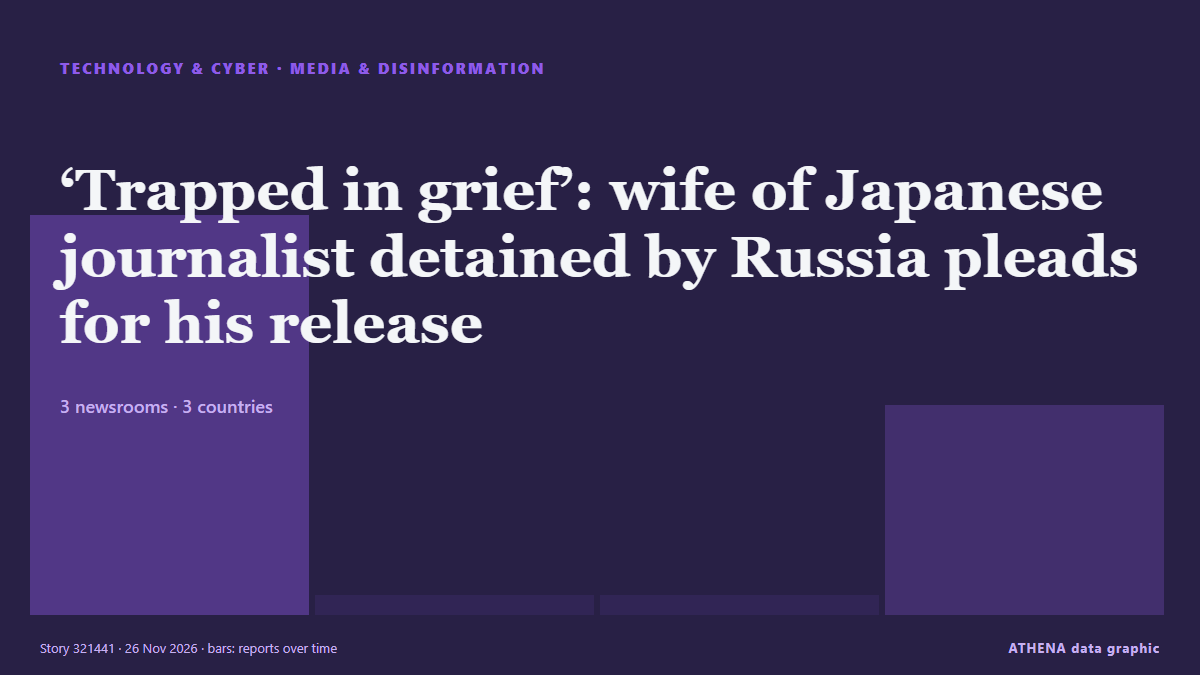 TECHNOLOGY & CYBER · MEDIA & DISINFORMATION
‘Trapped in grief’: wife of Japanese
journalist detained by Russia pleads
for his release
3 newsrooms · 3 countries
Story 321441 · 26 Nov 2026 · bars: reports over time
ATHENA data graphic